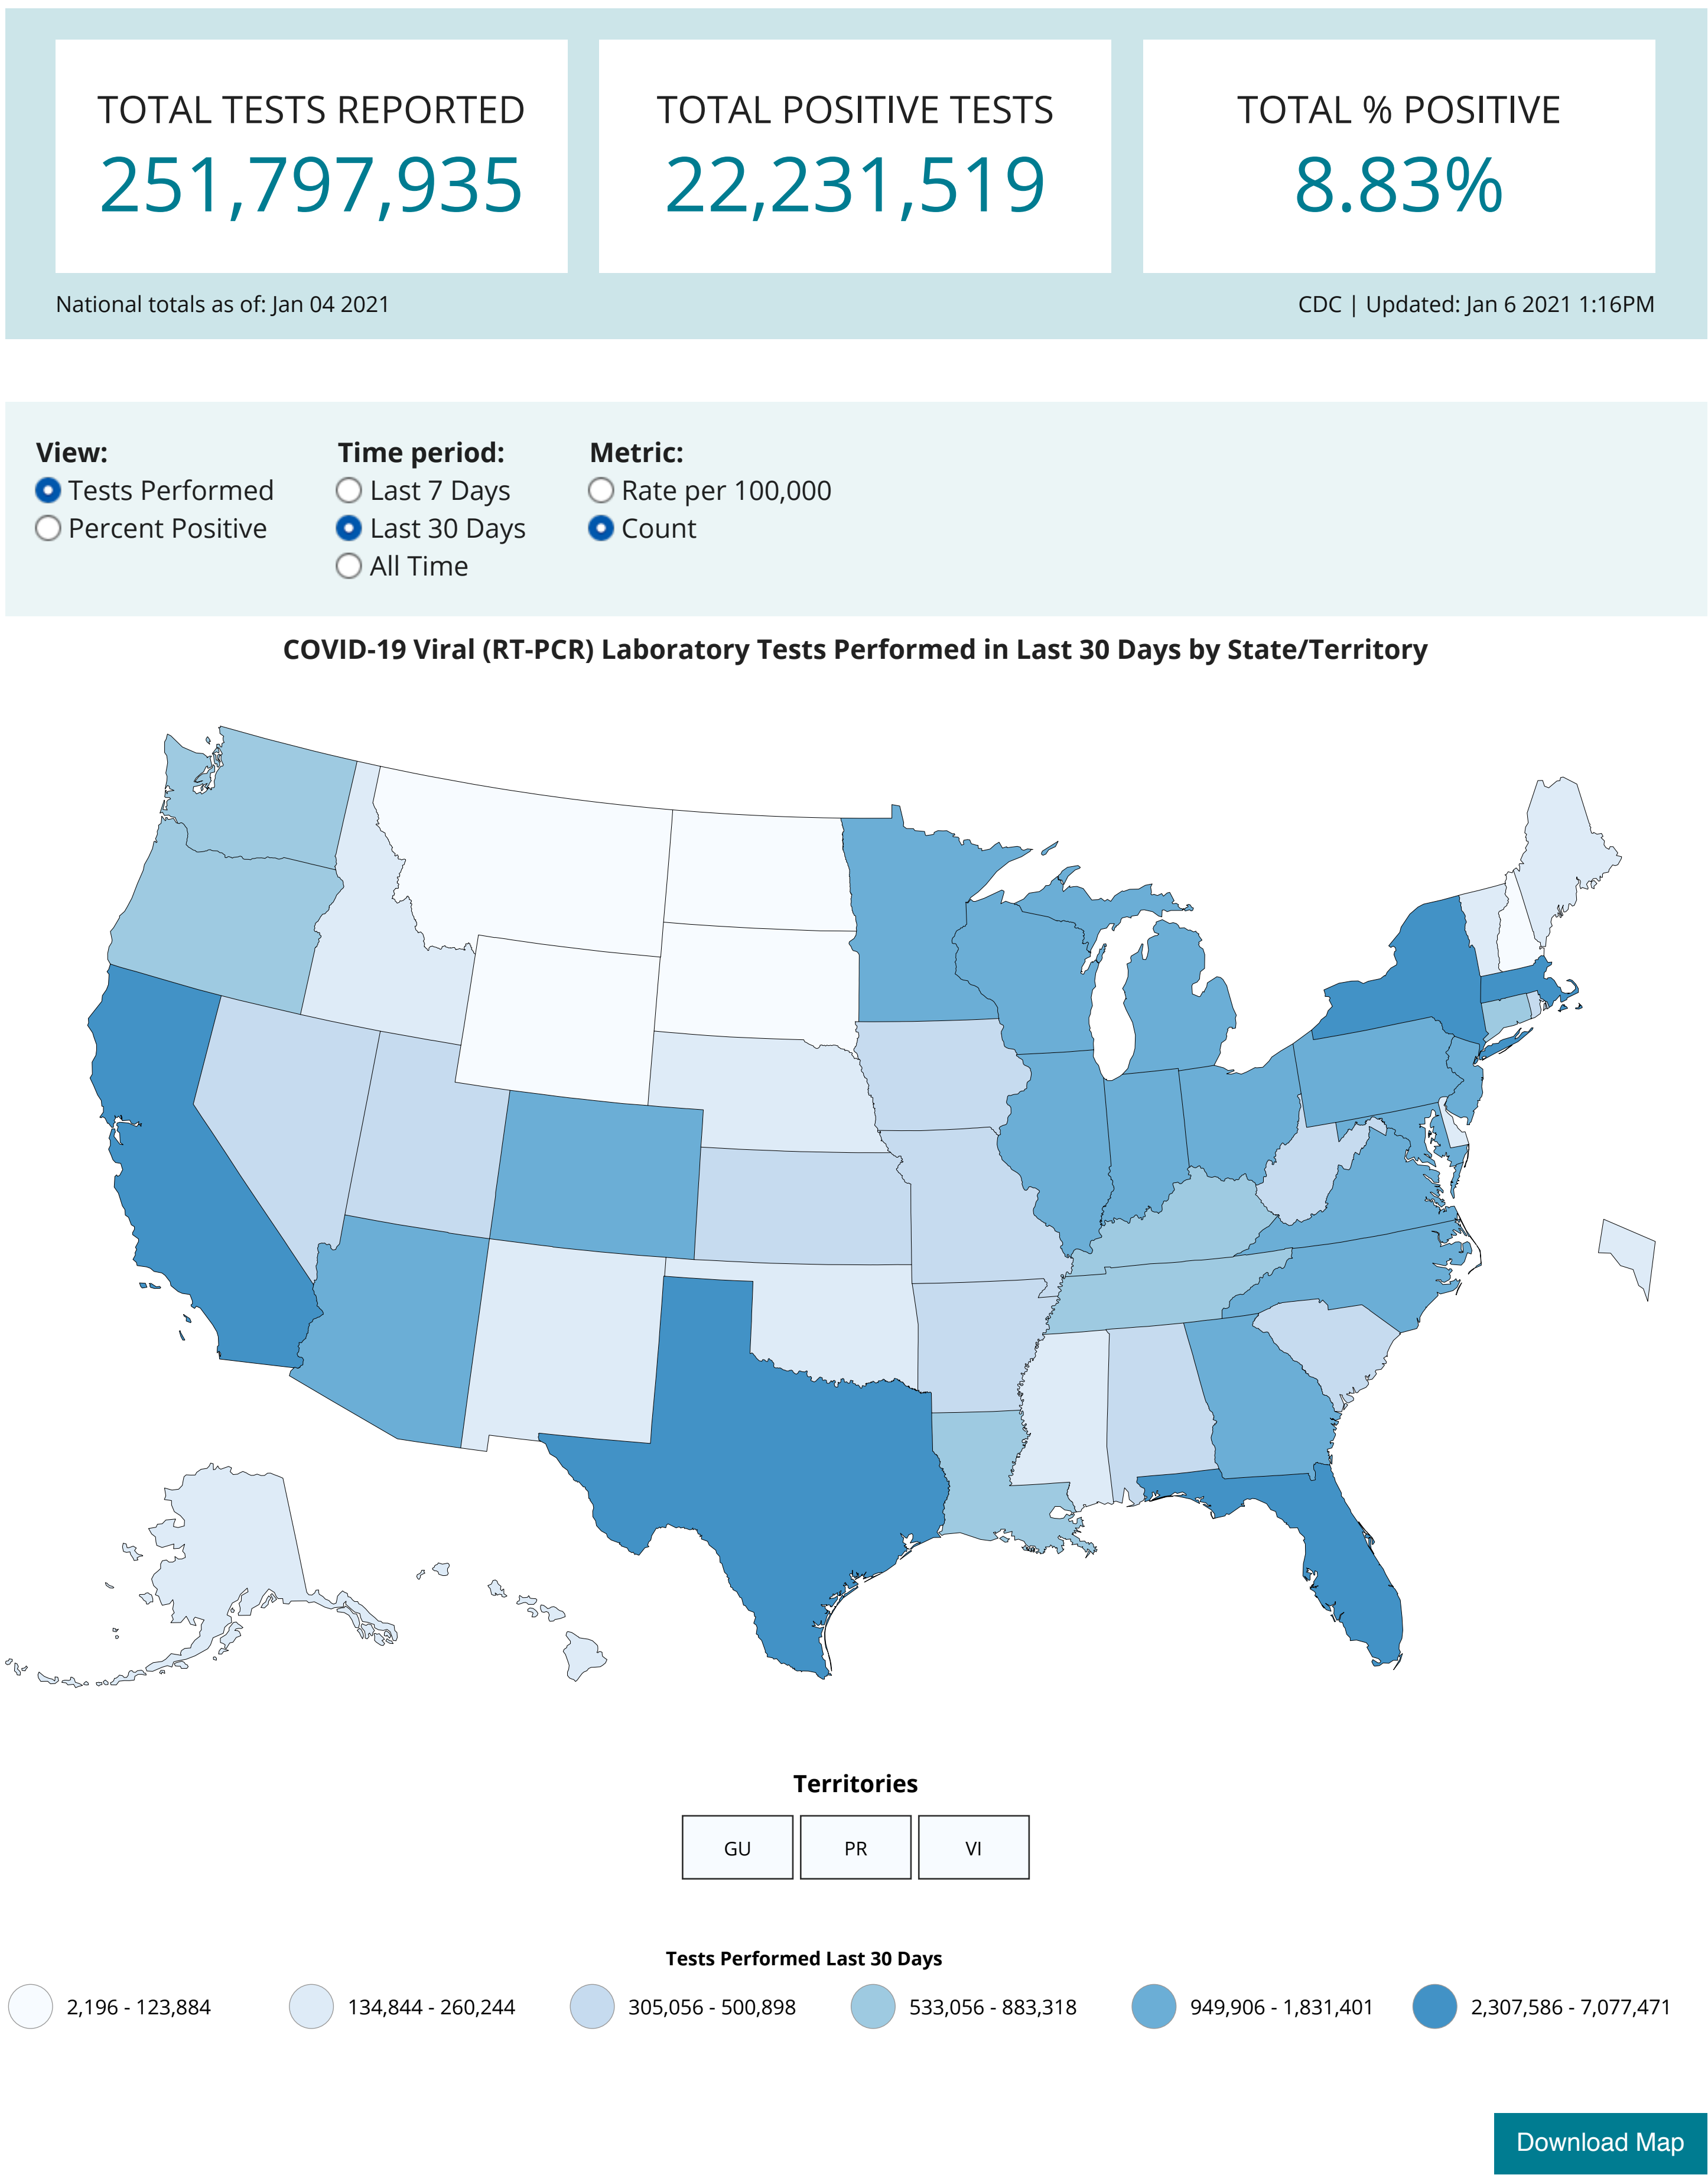 TOTAL TESTS REPORTED
251,797,935
TOTAL POSITIVE TESTS
22,231,519
TOTAL % POSITIVE
8.83%
National totals as of: Jan 04 2021
CDC | Updated: Jan 6 2021 1:16PM
View:
Tests Performed
Percent Positive
Time period:
Last 7 Days
Last 30 Days
All Time
Metric:
Rate per 100,000
Count
COVID-19 Viral (RT-PCR) Laboratory Tests Performed in Last 30 Days by State/Territory
Territories
GU
PR
VI
Tests Performed Last 30 Days
2,196 - 123,884
134,844 - 260,244
305,056 - 500,898
533,056 - 883,318
949,906 - 1,831,401
2,307,586 - 7,077,471
Download Map